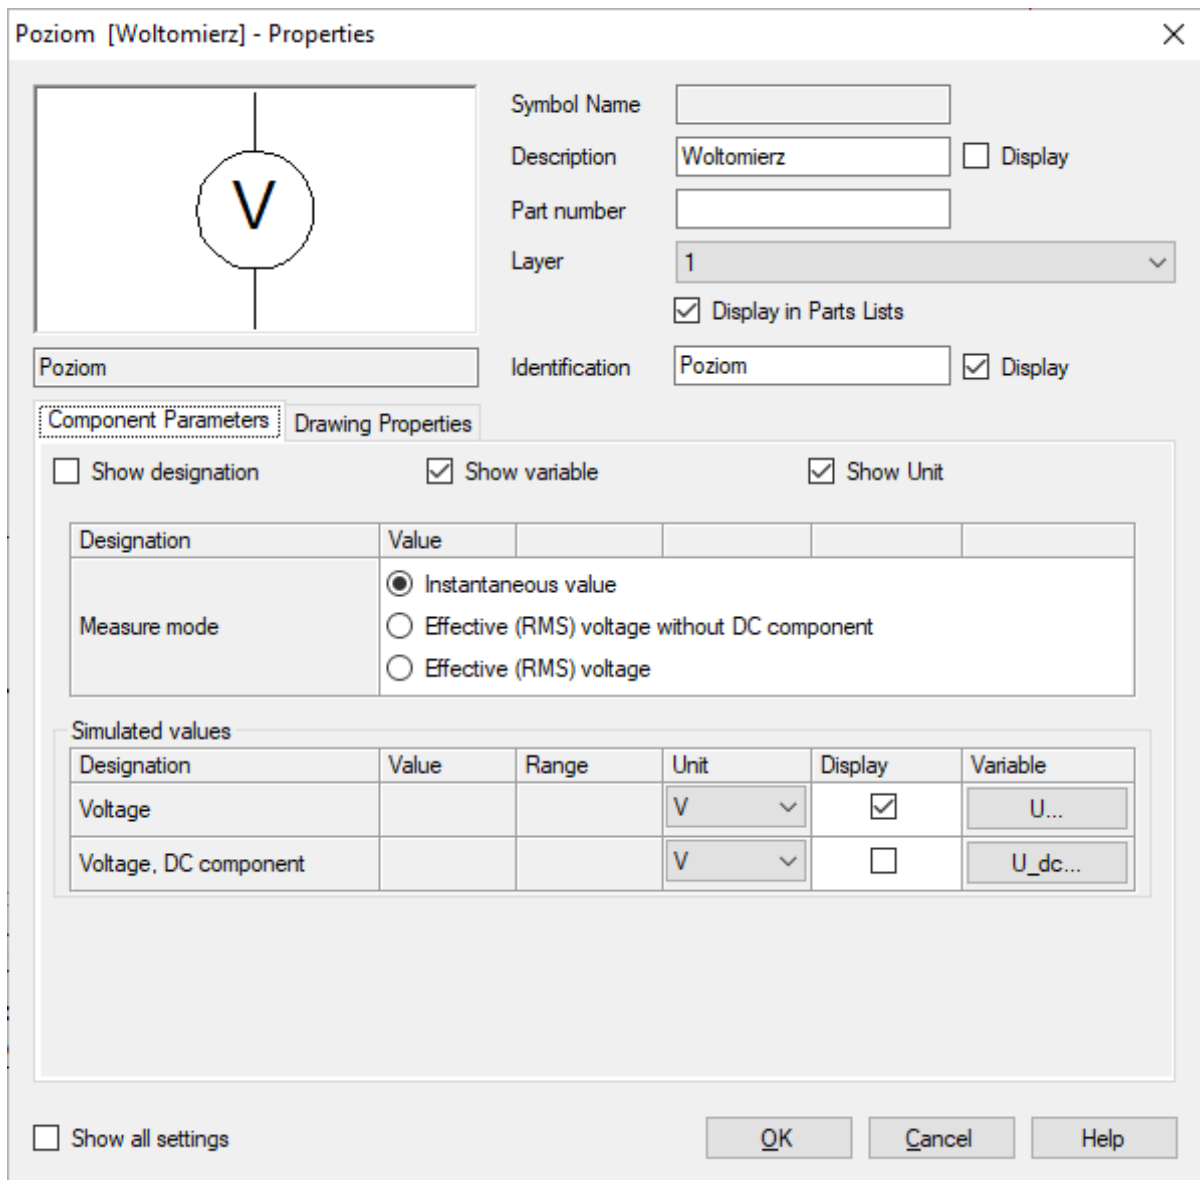 Poziom  [Woltomierz] - Properties
V
Symbol Name
Description Woltomierz Display
Part number
Layer 1
Display in Parts Lists
Poziom Identification Poziom Display
Component Parameters Drawing Properties
Show designation Show variable Show Unit
Designation Value
Measure mode
Instantaneous value
Effective (RMS) voltage without DC component
Effective (RMS) voltage
Simulated values
Designation Value Range Unit Display Variable
Voltage V U...
Voltage, DC component V U_dc...
Show all settings OK Cancel Help